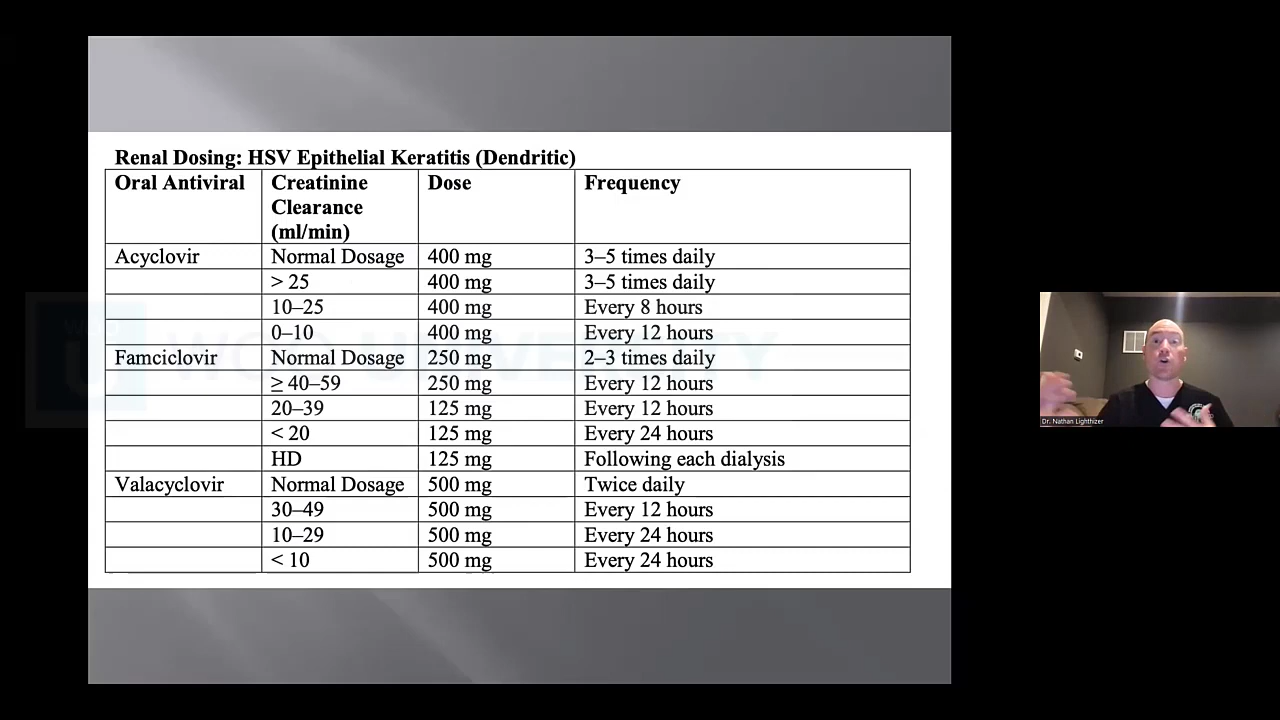 Renal Dosing: HSV Epithelial Keratitis (Dendritic)
Oral Antiviral Creatinine Clearance (ml/min) Dose Frequency
Acyclovir Normal Dosage 400 mg 3–5 times daily
> 25 400 mg 3–5 times daily
10–25 400 mg Every 8 hours
0–10 400 mg Every 12 hours
Famciclovir Normal Dosage 250 mg 2–3 times daily
≥ 40–59 250 mg Every 12 hours
20–39 125 mg Every 12 hours
< 20 125 mg Every 24 hours
HD 125 mg Following each dialysis
Valacyclovir Normal Dosage 500 mg Twice daily
30–49 500 mg Every 12 hours
10–29 500 mg Every 24 hours
< 10 500 mg Every 24 hours
Dr. Nathan Lighthizer